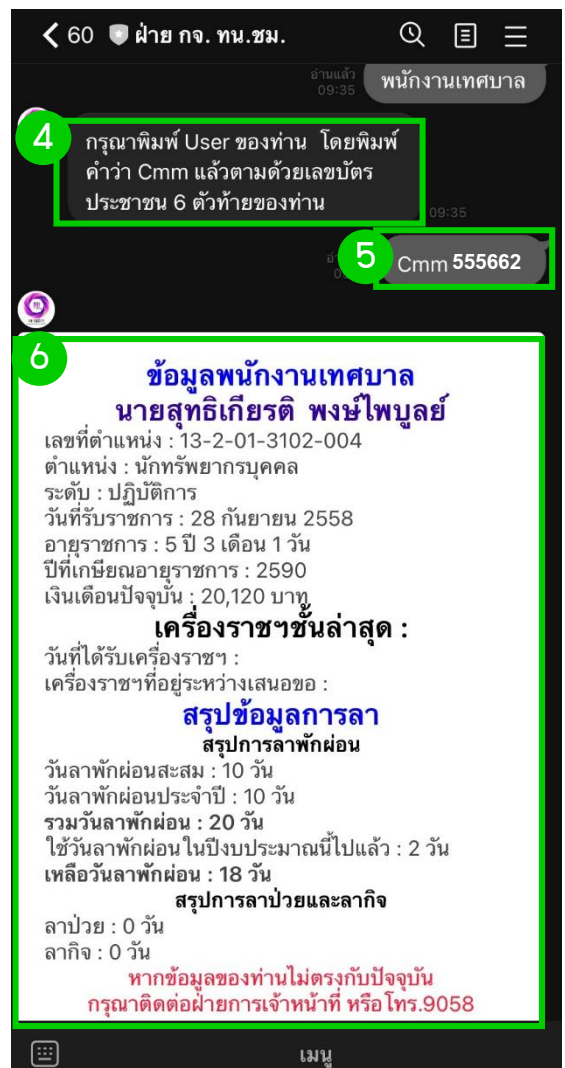 60 ฝ่าย กจ. ทน.ชม.
อ่านแล้ว
09:35
พนักงานเทศบาล
4
กรุณาพิมพ์ User ของท่าน โดยพิมพ์
คำว่า Cmm แล้วตามด้วยเลขบัตร
ประชาชน 6 ตัวท้ายของท่าน
09:35
5
Cmm 555662
6
ข้อมูลพนักงานเทศบาล
นายสุทธิเกียรติ พงษ์ไพบูลย์
เลขที่ตำแหน่ง : 13-2-01-3102-004
ตำแหน่ง : นักทรัพยากรบุคคล
ระดับ : ปฏิบัติการ
วันที่รับราชการ : 28 กันยายน 2558
อายุราชการ : 5 ปี 3 เดือน 1 วัน
ปีที่เกษียณอายุราชการ : 2590
เงินเดือนปัจจุบัน : 20,120 บาท
เครื่องราชฯชั้นล่าสุด :
วันที่ได้รับเครื่องราชฯ :
เครื่องราชฯที่อยู่ระหว่างเสนอขอ :
สรุปข้อมูลการลา
สรุปการลาพักผ่อน
วันลาพักผ่อนสะสม : 10 วัน
วันลาพักผ่อนประจำปี : 10 วัน
รวมวันลาพักผ่อน : 20 วัน
ใช้วันลาพักผ่อนในปีงบประมาณนี้ไปแล้ว : 2 วัน
เหลือวันลาพักผ่อน : 18 วัน
สรุปการลาป่วยและลากิจ
ลาป่วย : 0 วัน
ลากิจ : 0 วัน
หากข้อมูลของท่านไม่ตรงกับปัจจุบัน
กรุณาติดต่อฝ่ายการเจ้าหน้าที่ หรือโทร.9058
เมนู